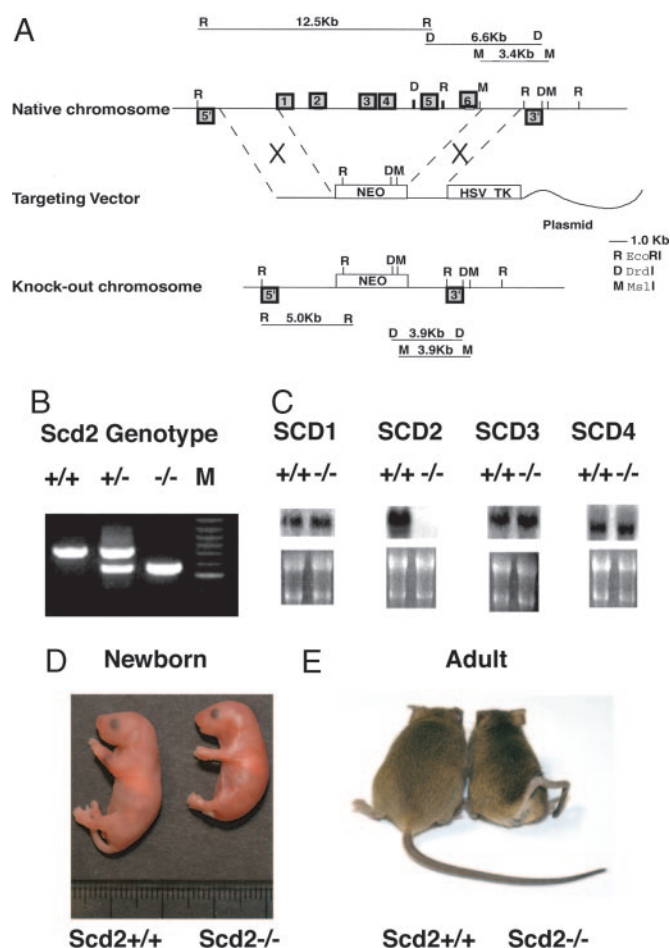 A
R 12.5Kb R
D 6.6Kb D
M 3.4Kb M
R 1 2 3 4 D 5 R 6 M R DM R
Native chromosome
5' 3'
X X
R DM
Targeting Vector NEO HSV TK
Plasmid
1.0 Kb
R EcoRI
D DrdI
M MslI
R R DM R DM R
Knock-out chromosome NEO
5' 3'
R 5.0Kb R
D 3.9Kb D
M 3.9Kb M
B
Scd2 Genotype
+/+ +/- -/- M
C
SCD1 SCD2 SCD3 SCD4
+/+ -/- +/+ -/- +/+ -/- +/+ -/-
D Newborn
Scd2+/+ Scd2-/-
E Adult
Scd2+/+ Scd2-/-